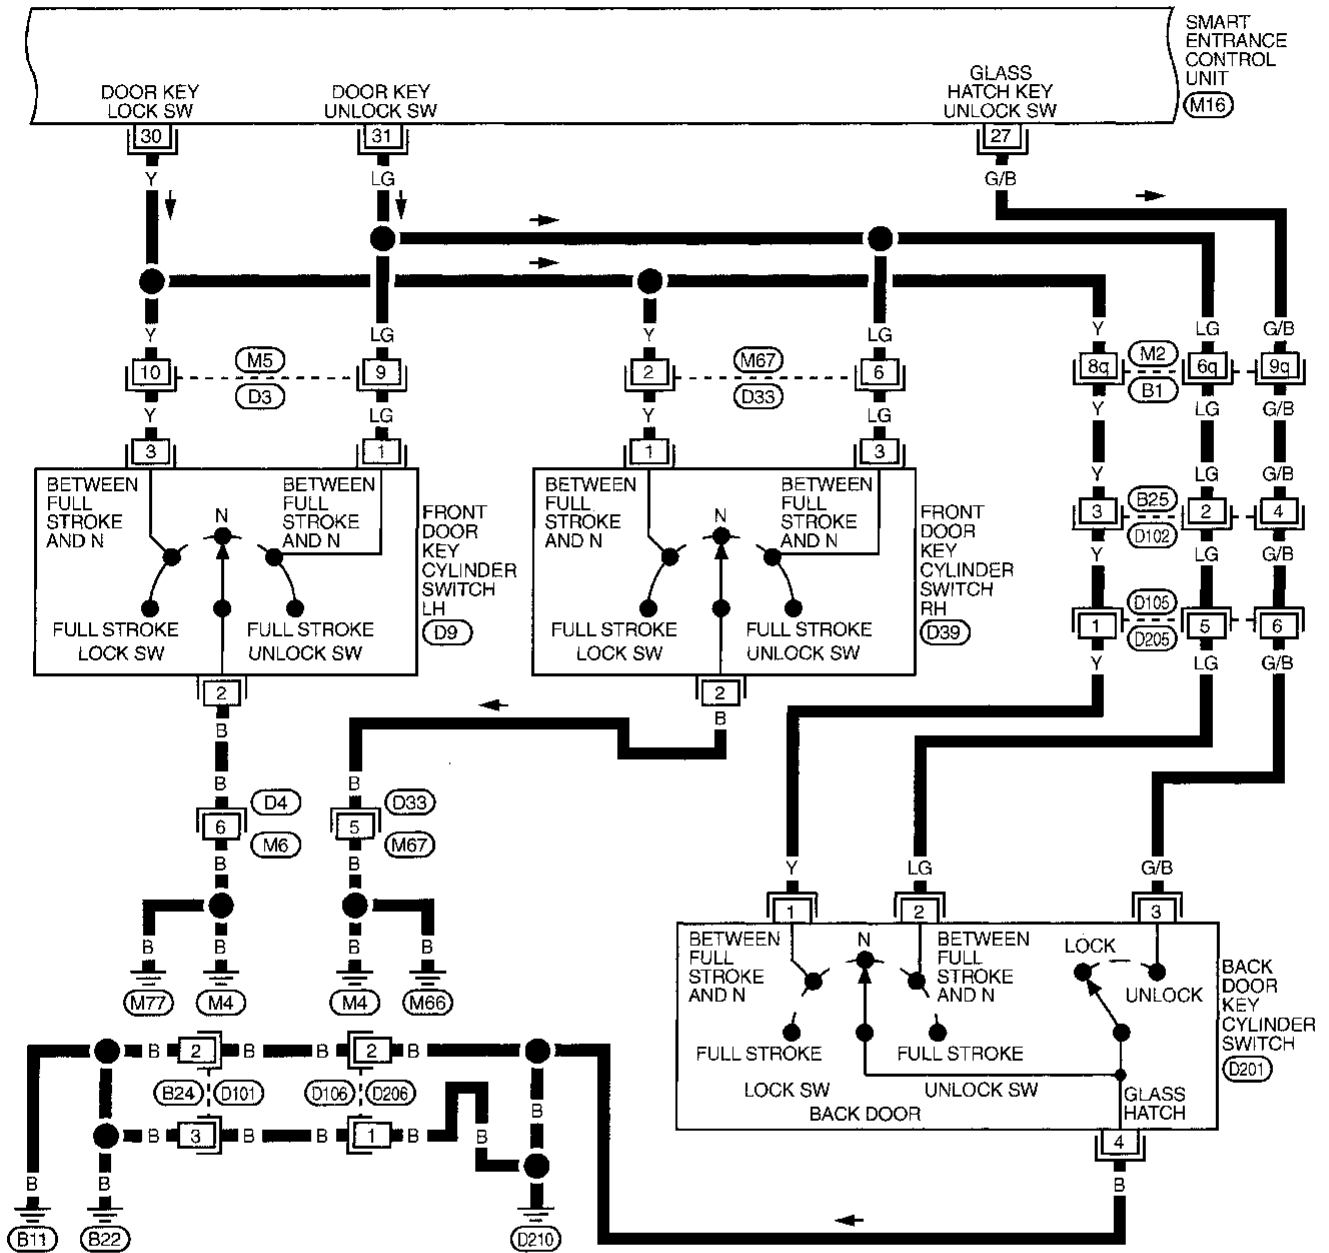 SMART
ENTRANCE
CONTROL
UNIT
M16
DOOR KEY
LOCK SW
DOOR KEY
UNLOCK SW
GLASS
HATCH KEY
UNLOCK SW
30
31
27
Y
LG
G/B
Y
LG
Y
LG
Y
LG
G/B
10
M5
D3
9
2
M67
D33
6
8q
M2
B1
6q
9q
Y
LG
Y
LG
Y
LG
G/B
3
1
1
3
Y
LG
G/B
BETWEEN
FULL
STROKE
AND N
N
BETWEEN
FULL
STROKE
AND N
FULL STROKE
LOCK SW
FULL STROKE
UNLOCK SW
FRONT
DOOR
KEY
CYLINDER
SWITCH
LH
D9
BETWEEN
FULL
STROKE
AND N
N
BETWEEN
FULL
STROKE
AND N
FULL STROKE
LOCK SW
FULL STROKE
UNLOCK SW
FRONT
DOOR
KEY
CYLINDER
SWITCH
RH
D39
3
B25
D102
2
4
Y
LG
G/B
1
D105
D205
5
6
Y
LG
G/B
2
2
B
B
B
B
6
D4
M6
5
D33
M67
B
B
B
B
B
B
M77
M4
M4
M66
Y
LG
G/B
1
2
3
BETWEEN
FULL
STROKE
AND N
N
BETWEEN
FULL
STROKE
AND N
LOCK
UNLOCK
FULL STROKE
LOCK SW
FULL STROKE
UNLOCK SW
BACK DOOR
GLASS
HATCH
BACK
DOOR
KEY
CYLINDER
SWITCH
D201
4
B
B
2
B
B
2
B
B24
D101
D106
D206
B
3
B
B
1
B
B
B
B
B
B11
B22
D210